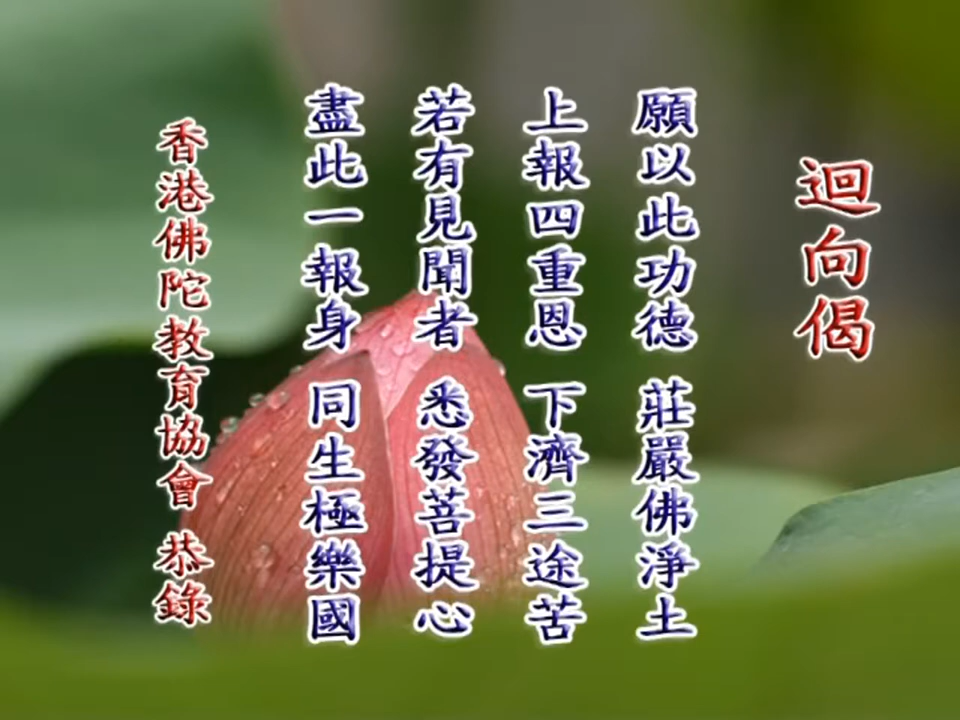 迴向偈
願以此功德 莊嚴佛淨土
上報四重恩 下濟三途苦
若有見聞者 悉發菩提心
盡此一報身 同生極樂國
香港佛陀教育協會 恭錄